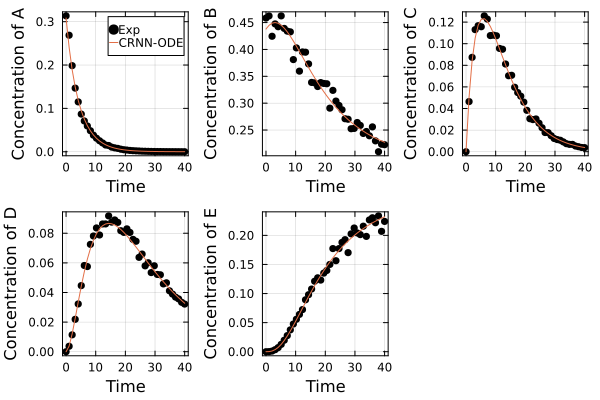 Concentration of A
0.3
0.2
0.1
0.0
0 10 20 30 40
Time
Exp
CRNN-ODE
Concentration of B
0.45
0.40
0.35
0.30
0.25
0 10 20 30 40
Time
Concentration of C
0.12
0.10
0.08
0.06
0.04
0.02
0.00
0 10 20 30 40
Time
Concentration of D
0.08
0.06
0.04
0.02
0.00
0 10 20 30 40
Time
Concentration of E
0.20
0.15
0.10
0.05
0.00
0 10 20 30 40
Time